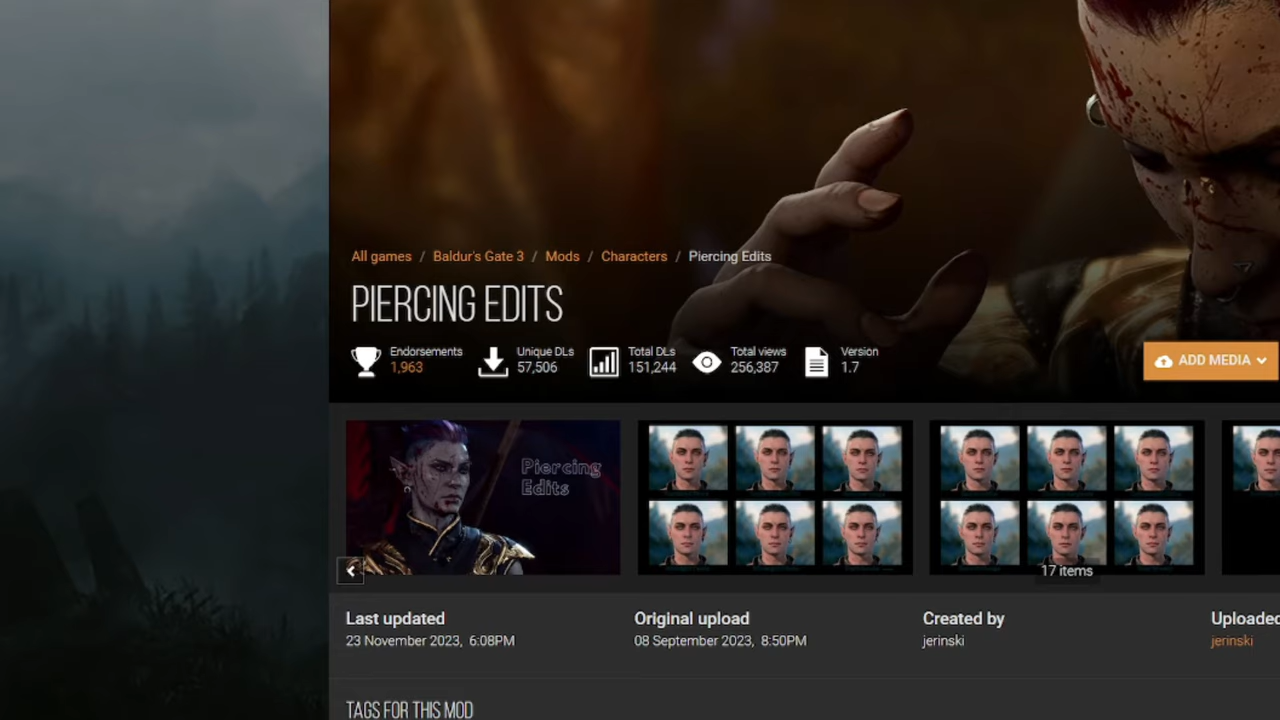 All games / Baldur's Gate 3 / Mods / Characters / Piercing Edits
PIERCING EDITS
Endorsements
1,963
Unique DLs
57,506
Total DLs
151,244
Total views
256,387
Version
1.7
ADD MEDIA
Piercing
Edits
17 items
Last updated
23 November 2023, 6:08PM
Original upload
08 September 2023, 8:50PM
Created by
jerinski
Uploaded
jerinski
TAGS FOR THIS MOD